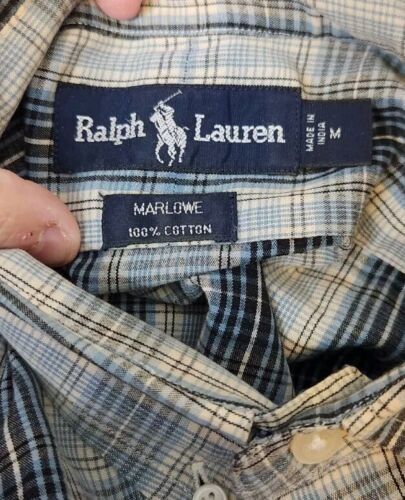 Ralph Lauren
MADE IN
INDIA
M
MARLOWE
100% COTTON